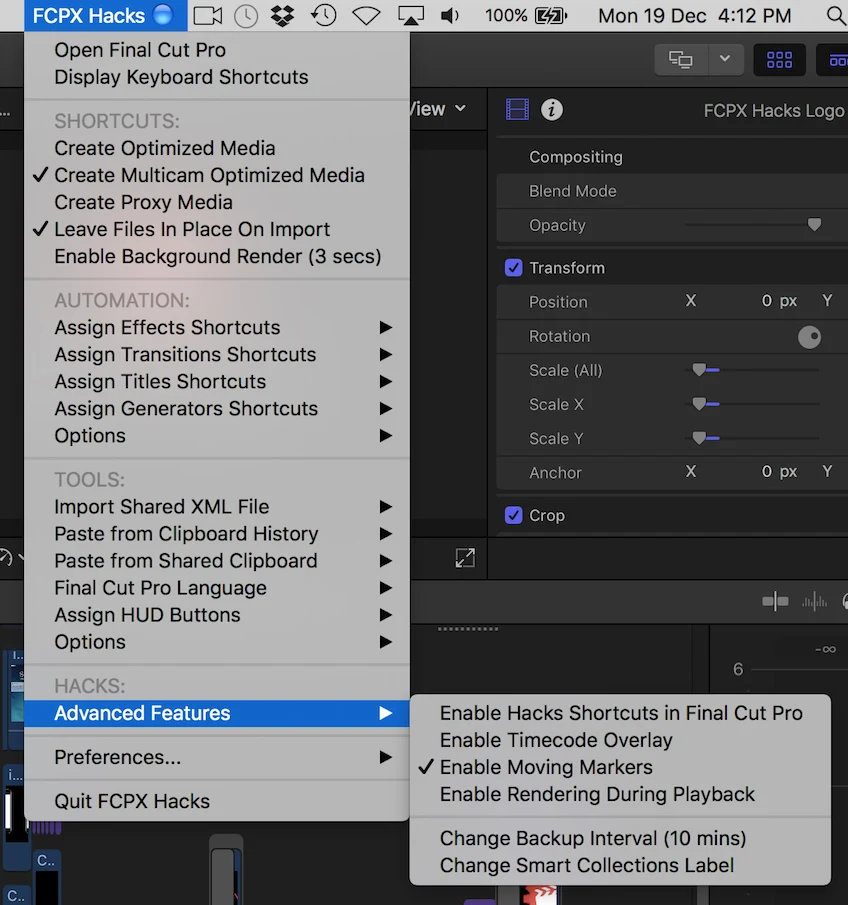 FCPX Hacks 100% Mon 19 Dec 4:12 PM
Open Final Cut Pro
Display Keyboard Shortcuts
SHORTCUTS:
Create Optimized Media
✓ Create Multicam Optimized Media
Create Proxy Media
✓ Leave Files In Place On Import
Enable Background Render (3 secs)
AUTOMATION:
Assign Effects Shortcuts
Assign Transitions Shortcuts
Assign Titles Shortcuts
Assign Generators Shortcuts
Options
TOOLS:
Import Shared XML File
Paste from Clipboard History
Paste from Shared Clipboard
Final Cut Pro Language
Assign HUD Buttons
Options
HACKS:
Advanced Features
Preferences...
Quit FCPX Hacks
Enable Hacks Shortcuts in Final Cut Pro
Enable Timecode Overlay
✓ Enable Moving Markers
Enable Rendering During Playback
Change Backup Interval (10 mins)
Change Smart Collections Label
View
FCPX Hacks Logo
Compositing
Blend Mode
Opacity
Transform
Position X 0 px Y
Rotation
Scale (All)
Scale X
Scale Y
Anchor X 0 px Y
Crop
-∞
6
i...
C..
C..